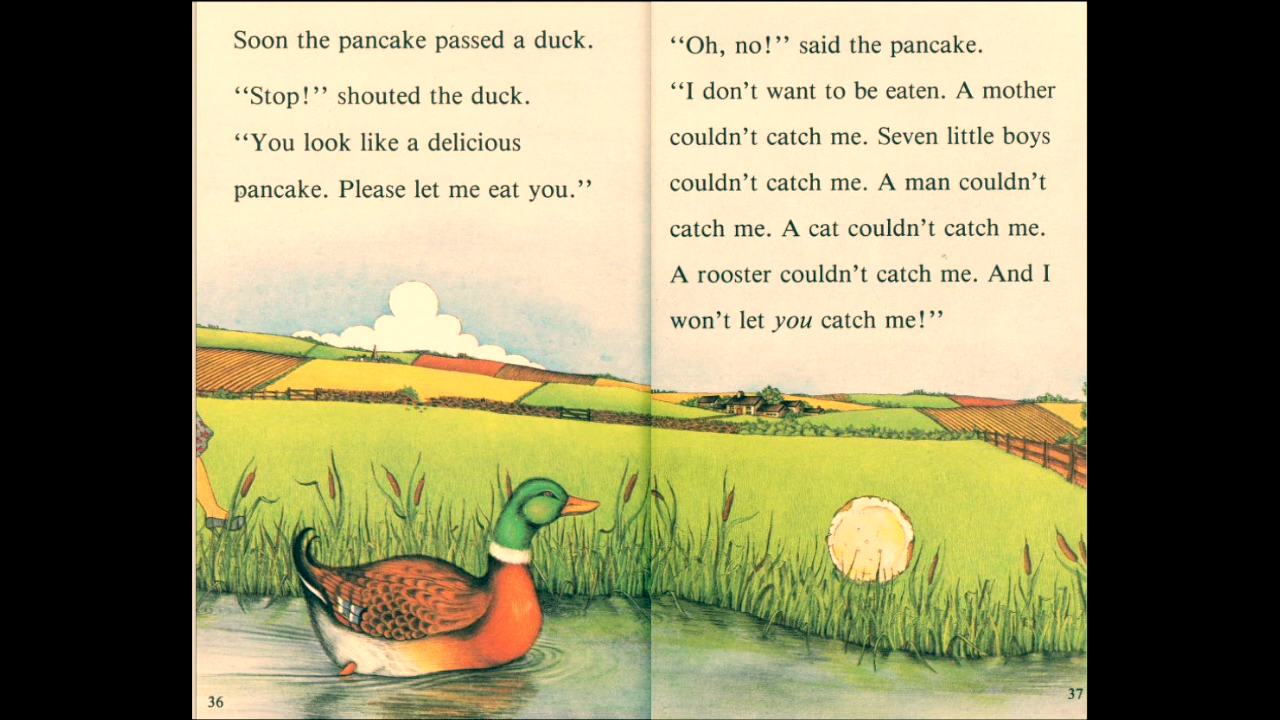 Soon the pancake passed a duck.
‘‘Stop!’’ shouted the duck.
‘‘You look like a delicious
pancake. Please let me eat you.’’
36
‘‘Oh, no!’’ said the pancake.
‘‘I don’t want to be eaten. A mother
couldn’t catch me. Seven little boys
couldn’t catch me. A man couldn’t
catch me. A cat couldn’t catch me.
A rooster couldn’t catch me. And I
won’t let you catch me!’’
37